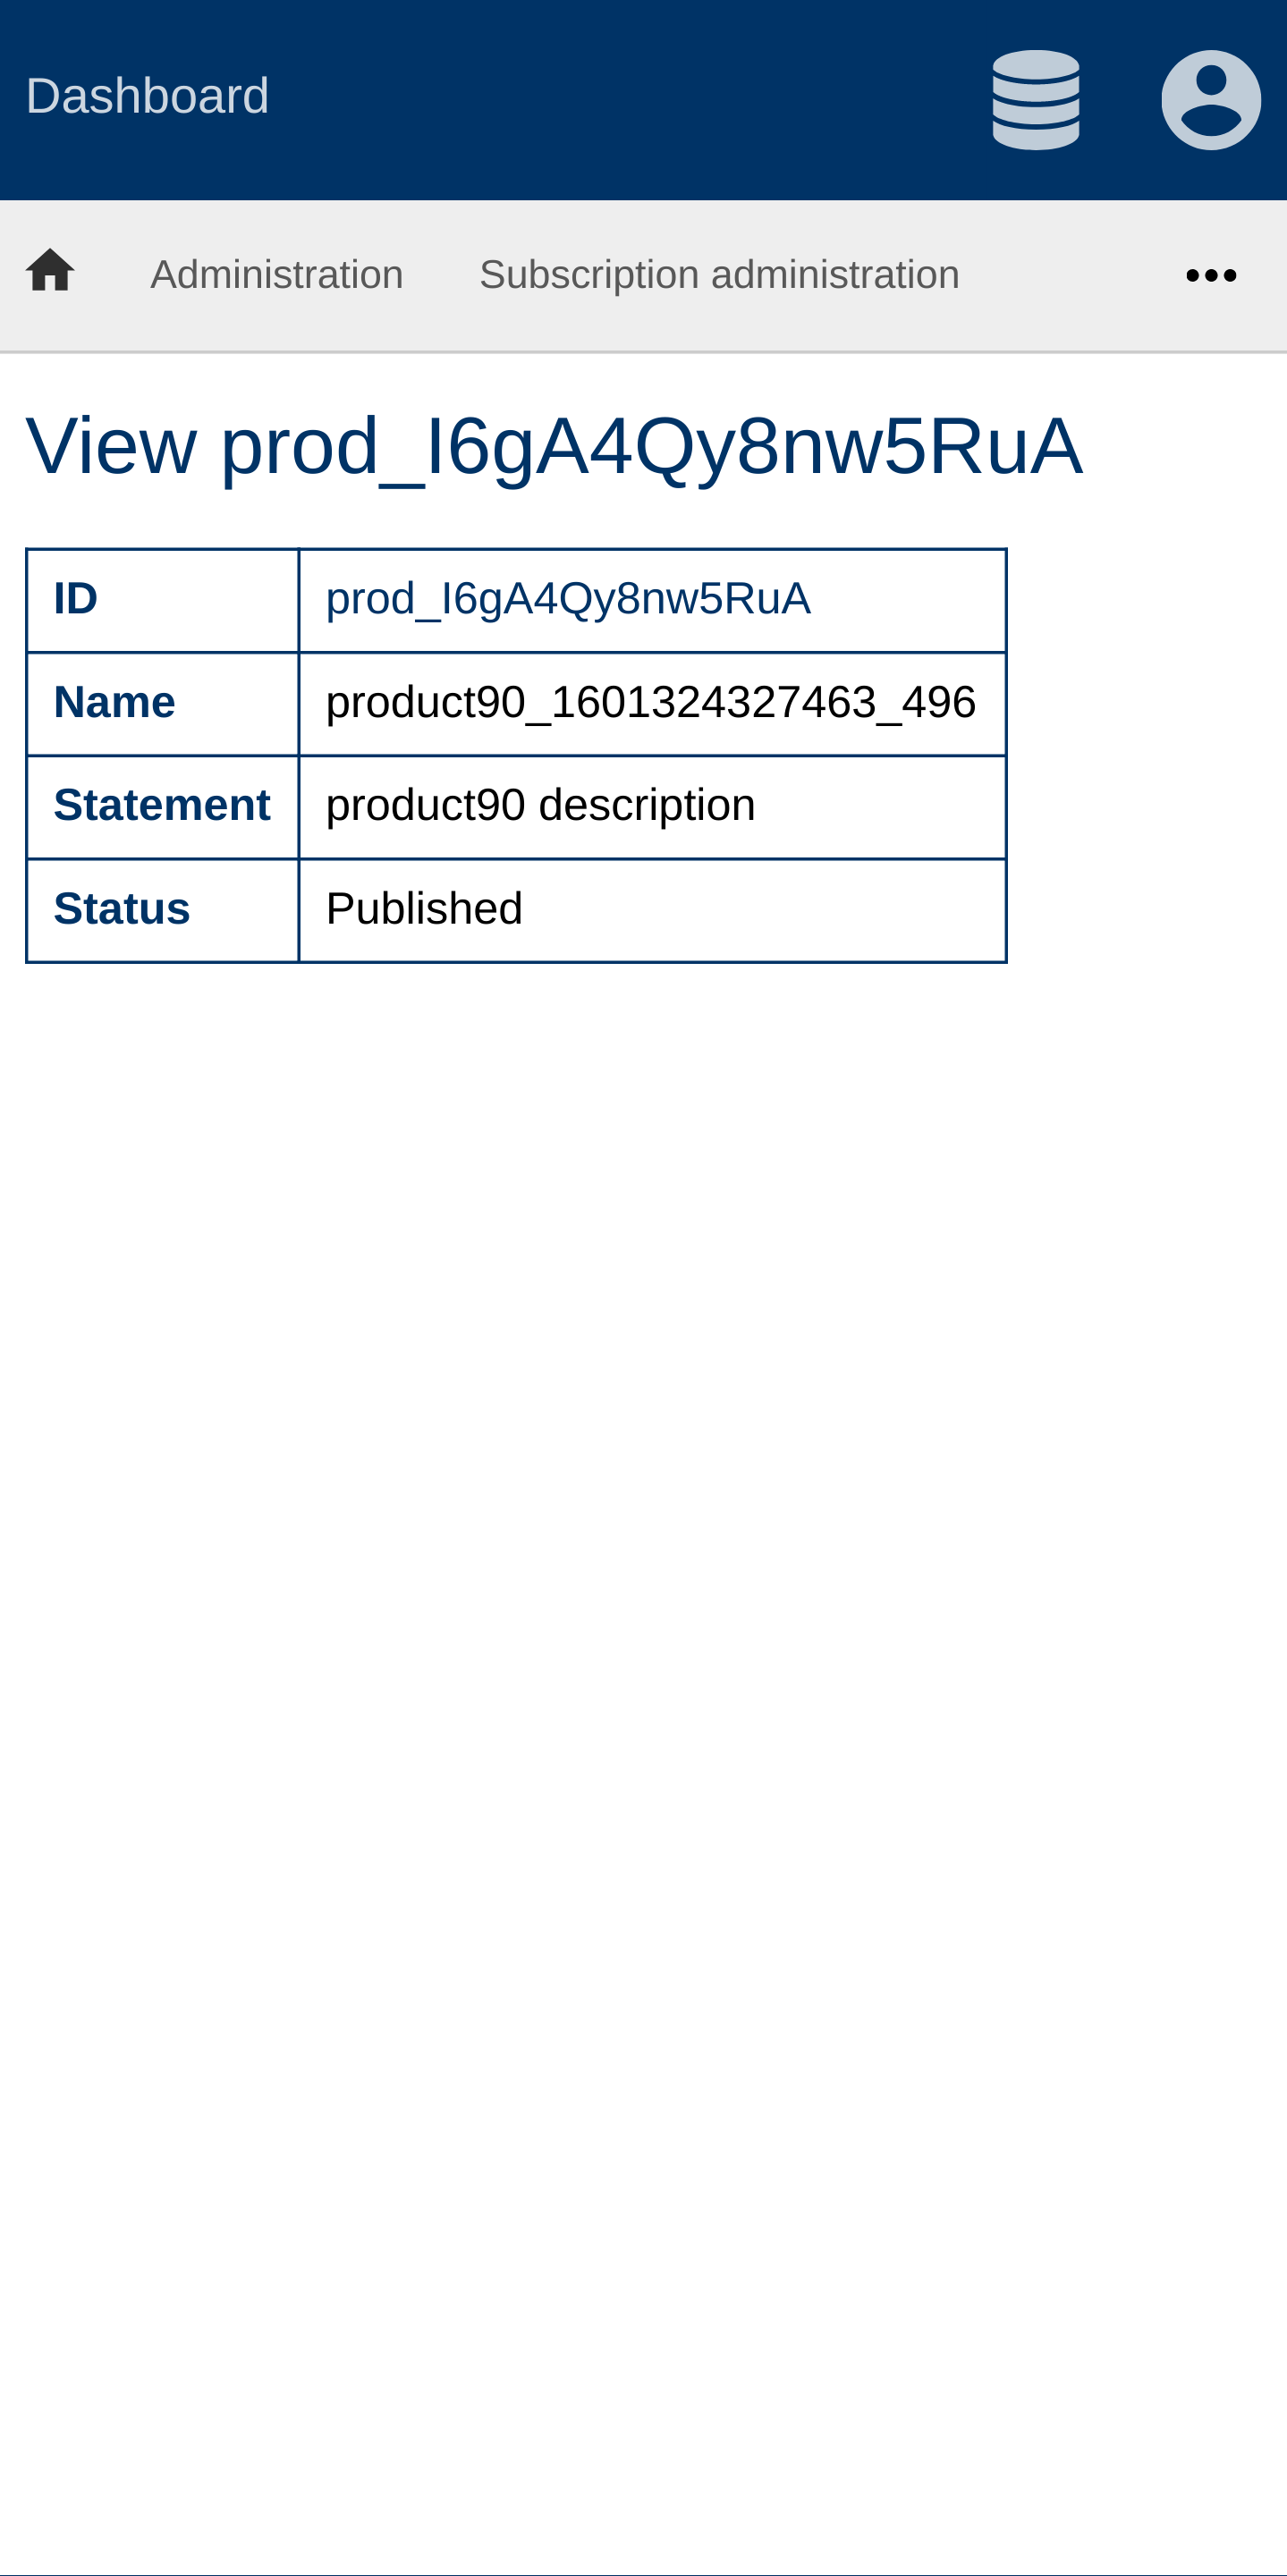 Dashboard
Administration Subscription administration
View prod_I6gA4Qy8nw5RuA
ID prod_I6gA4Qy8nw5RuA
Name product90_1601324327463_496
Statement product90 description
Status Published